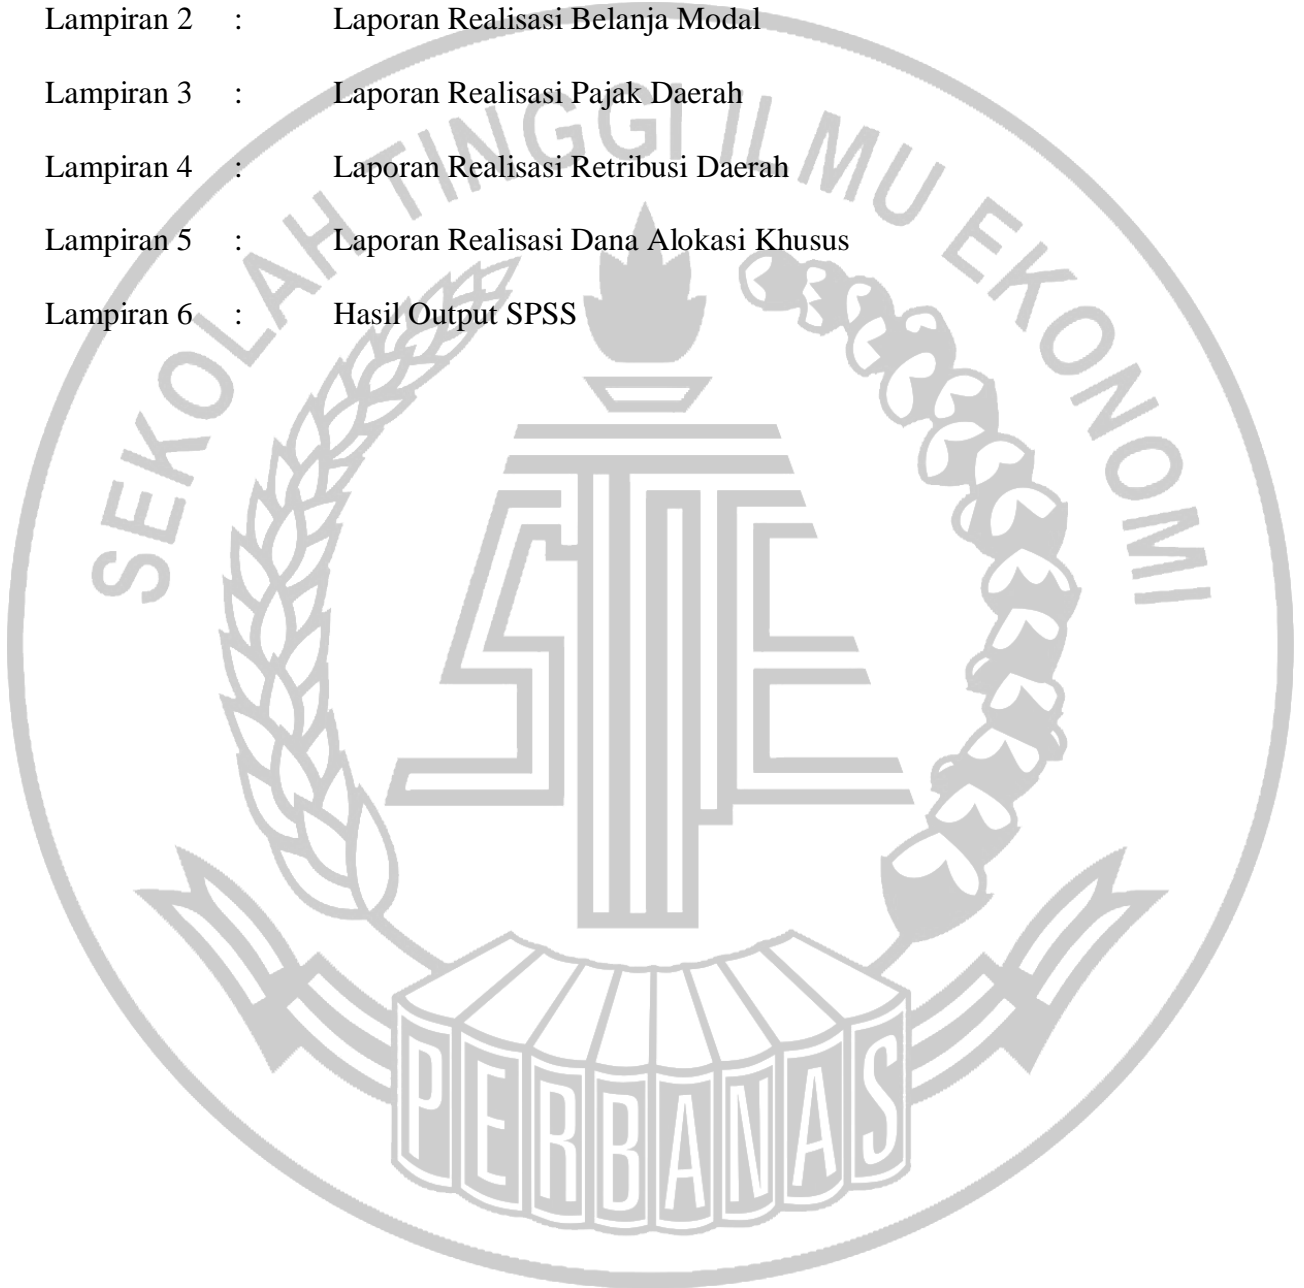 Lampiran 2 : Laporan Realisasi Belanja Modal
Lampiran 3 : Laporan Realisasi Pajak Daerah
Lampiran 4 : Laporan Realisasi Retribusi Daerah
Lampiran 5 : Laporan Realisasi Dana Alokasi Khusus
Lampiran 6 : Hasil Output SPSS
SEKOLAH TINGGI ILMU EKONOMI
STIE
PERBANAS